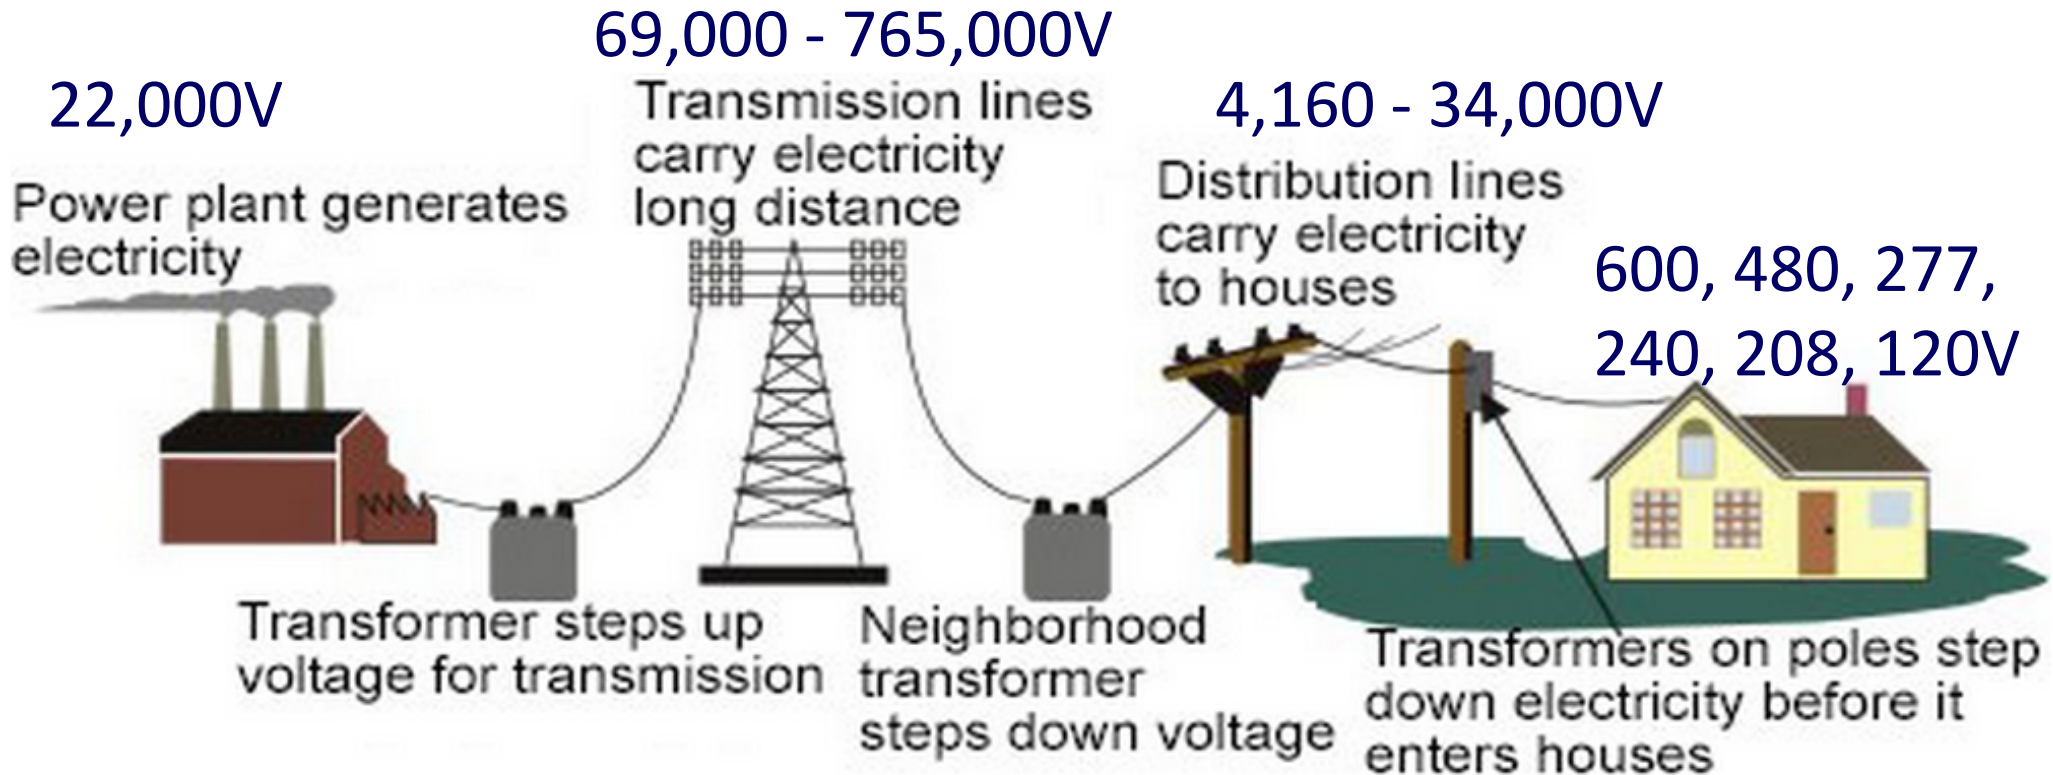 22,000V
Power plant generates
electricity
69,000 - 765,000V
Transmission lines
carry electricity
long distance
4,160 - 34,000V
Distribution lines
carry electricity
to houses
600, 480, 277,
240, 208, 120V
Transformer steps up
voltage for transmission
Neighborhood
transformer
steps down voltage
Transformers on poles step
down electricity before it
enters houses